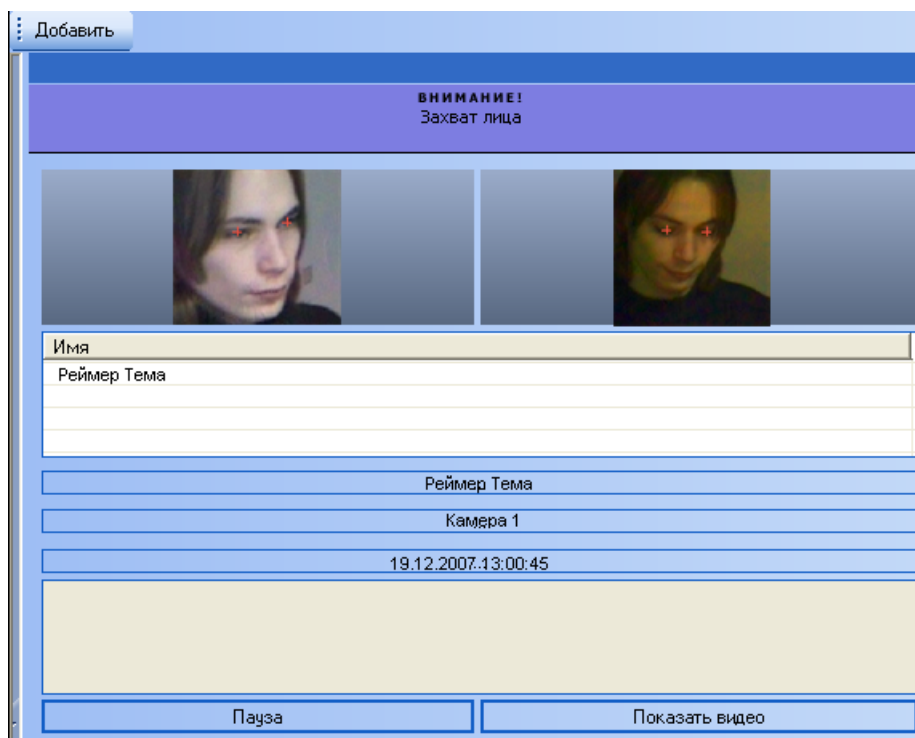 Добавить
ВНИМАНИЕ!
Захват лица
Имя
Реймер Тема
Реймер Тема
Камера 1
19.12.2007.13:00:45
Пауза
Показать видео